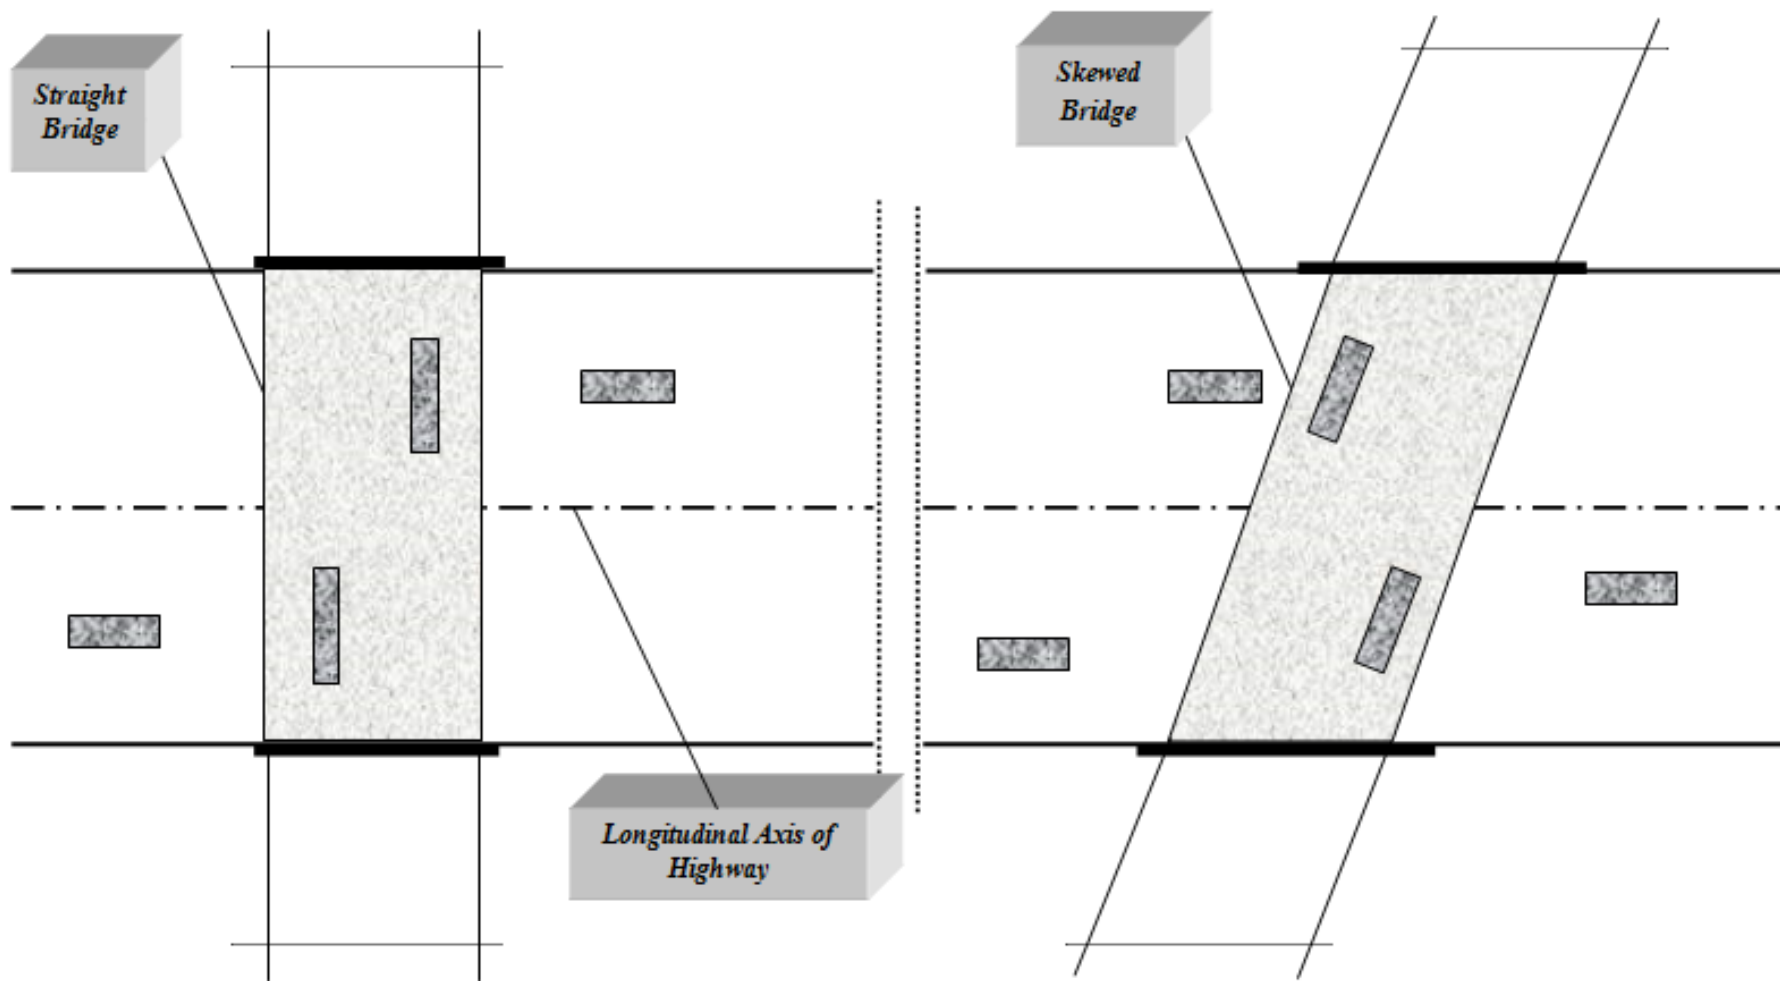 Straight
Bridge
Skewed
Bridge
Longitudinal Axis of
Highway